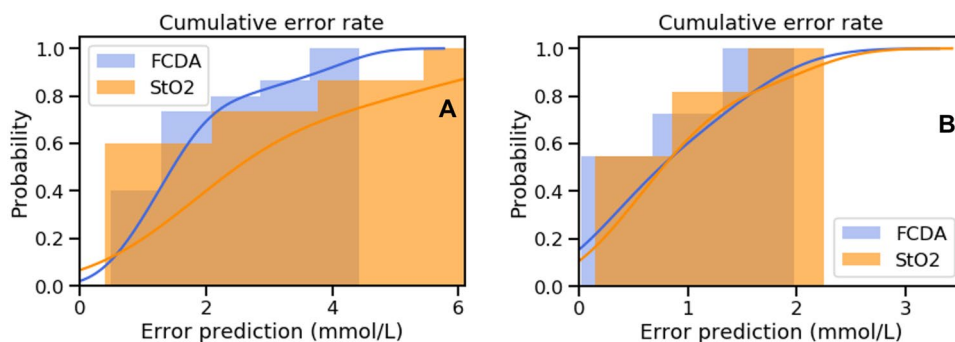 Cumulative error rate
1.0
0.8
0.6
0.4
0.2
0.0
Probability
FCDA
StO2
A
0 2 4 6
Error prediction (mmol/L)
Cumulative error rate
1.0
0.8
0.6
0.4
0.2
0.0
Probability
B
FCDA
StO2
0 1 2 3
Error prediction (mmol/L)